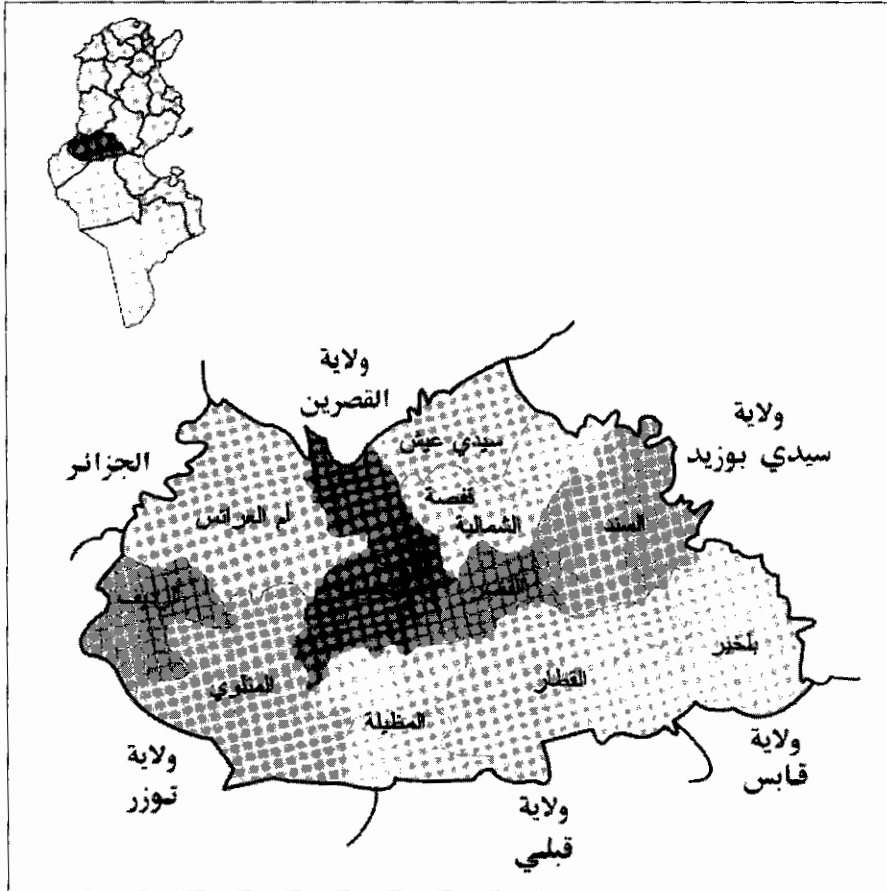 ولاية
القصرين
ولاية
سيدي بوزيد
الجزائر
سيدي عيش
قفصة
الشمالية
السند
أم العرائس
القصر
الرديف
بلخير
القطار
المتلوي
المظيلة
ولاية
توزر
ولاية
قبلي
ولاية
قابس